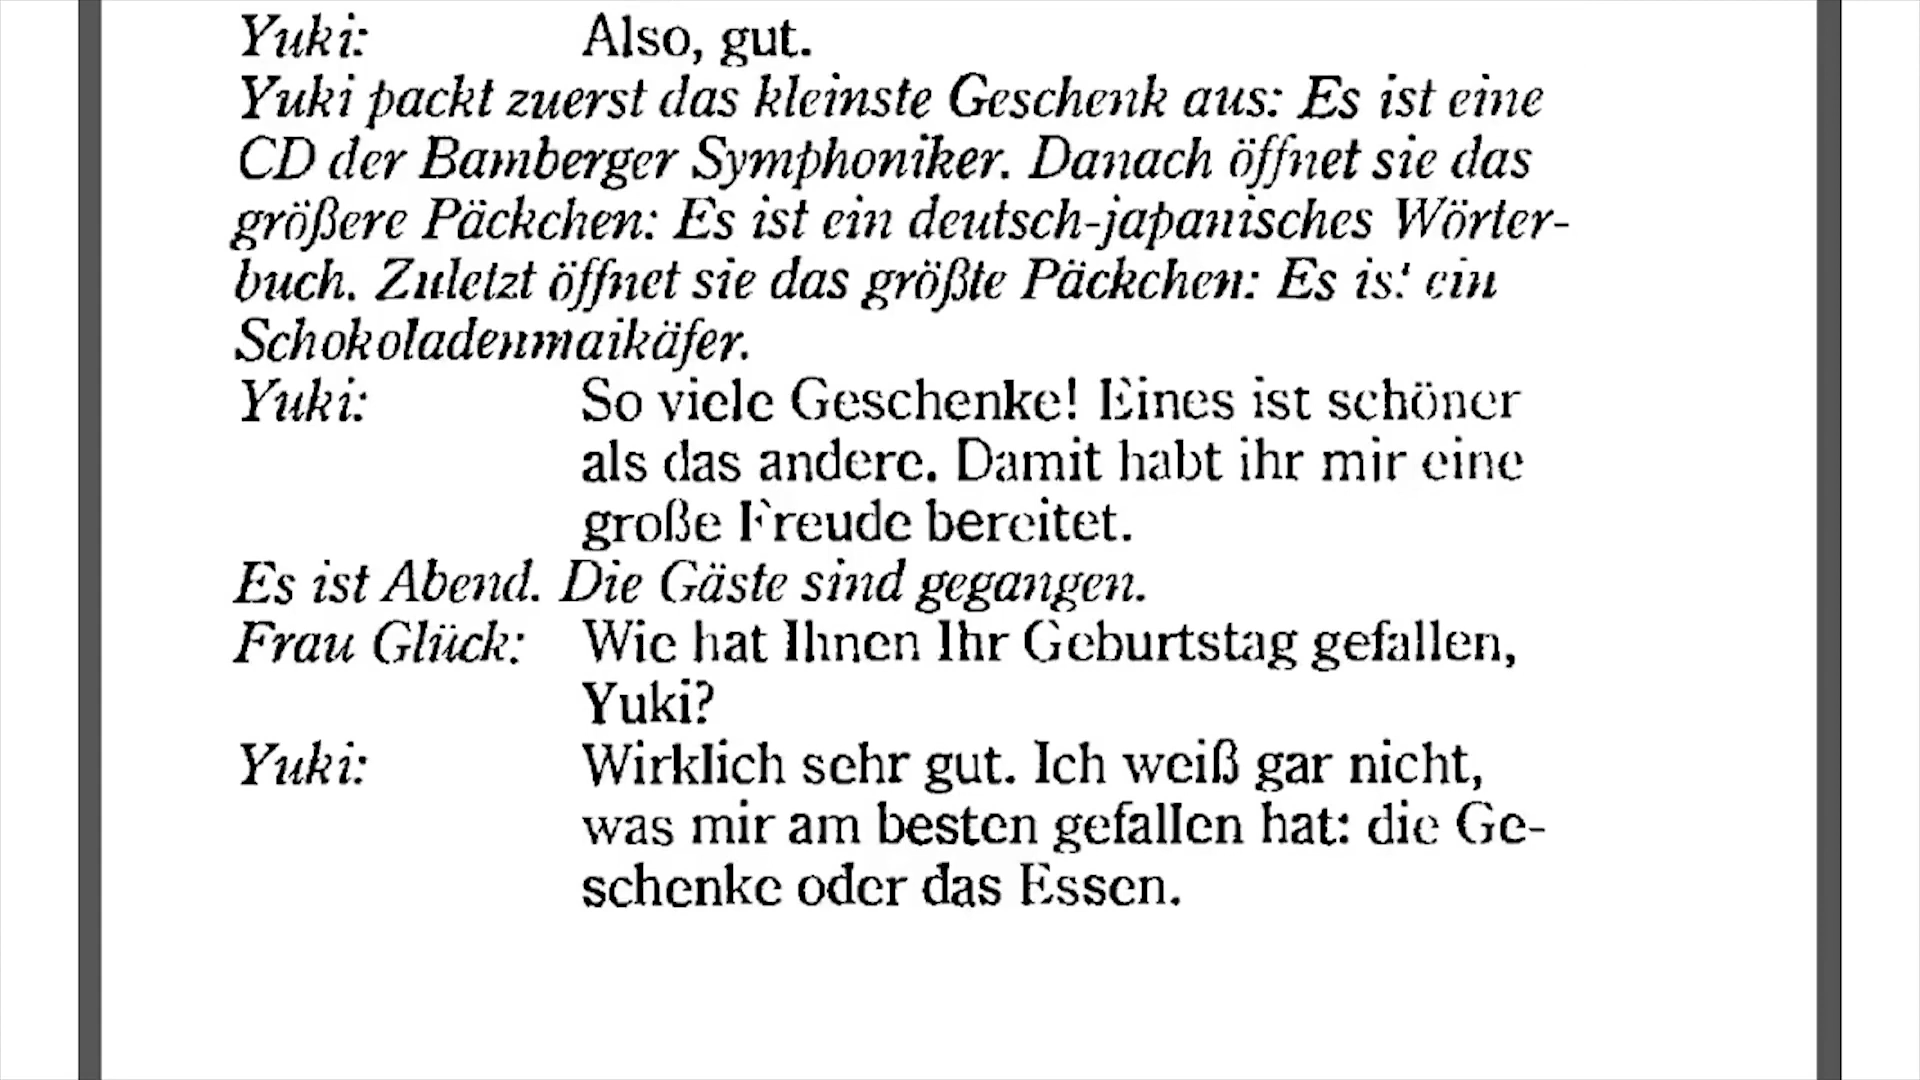 Yuki: Also, gut.
Yuki packt zuerst das kleinste Geschenk aus: Es ist eine
CD der Bamberger Symphoniker. Danach öffnet sie das
größere Päckchen: Es ist ein deutsch-japanisches Wörter-
buch. Zuletzt öffnet sie das größte Päckchen: Es ist ein
Schokoladenmaikäfer.
Yuki: So viele Geschenke! Eines ist schöner
als das andere. Damit habt ihr mir eine
große Freude bereitet.
Es ist Abend. Die Gäste sind gegangen.
Frau Glück: Wie hat Ihnen Ihr Geburtstag gefallen,
Yuki?
Yuki: Wirklich sehr gut. Ich weiß gar nicht,
was mir am besten gefallen hat: die Ge-
schenke oder das Essen.